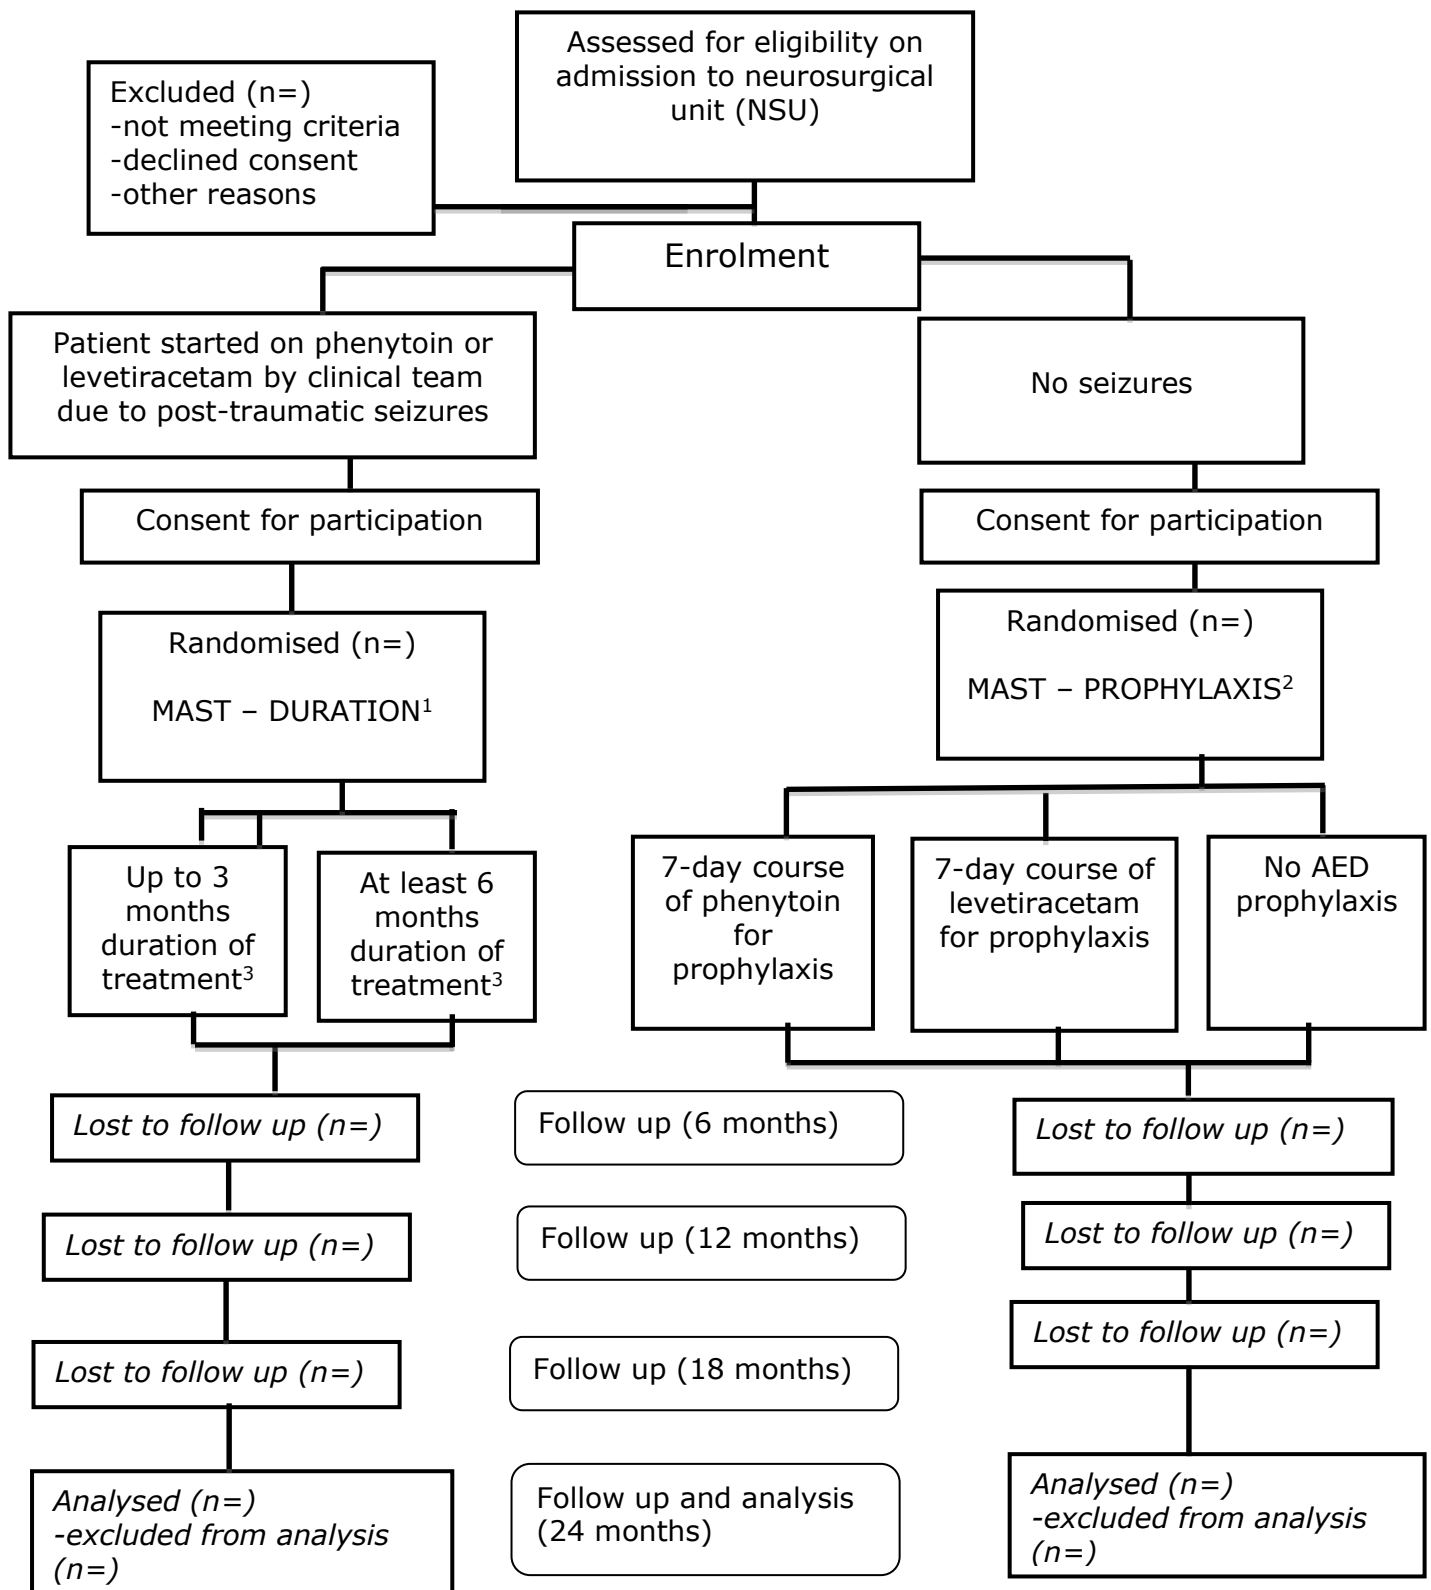 Assessed for eligibility on
admission to neurosurgical
unit (NSU)
Excluded (n=)
-not meeting criteria
-declined consent
-other reasons
Enrolment
Patient started on phenytoin or
levetiracetam by clinical team
due to post-traumatic seizures
No seizures
Consent for participation
Consent for participation
Randomised (n=)
MAST – DURATION¹
Randomised (n=)
MAST – PROPHYLAXIS²
Up to 3
months
duration of
treatment³
At least 6
months
duration of
treatment³
7-day course
of phenytoin
for
prophylaxis
7-day course of
levetiracetam
for prophylaxis
No AED
prophylaxis
Lost to follow up (n=)
Follow up (6 months)
Lost to follow up (n=)
Lost to follow up (n=)
Follow up (12 months)
Lost to follow up (n=)
Lost to follow up (n=)
Follow up (18 months)
Lost to follow up (n=)
Analysed (n=)
-excluded from analysis
(n=)
Follow up and analysis
(24 months)
Analysed (n=)
-excluded from analysis
(n=)